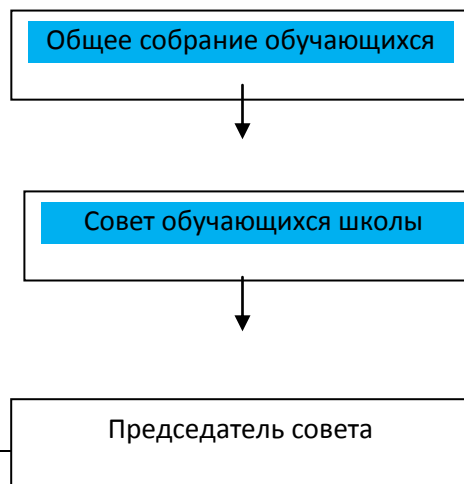 Общее собрание обучающихся
Совет обучающихся школы
Председатель совета